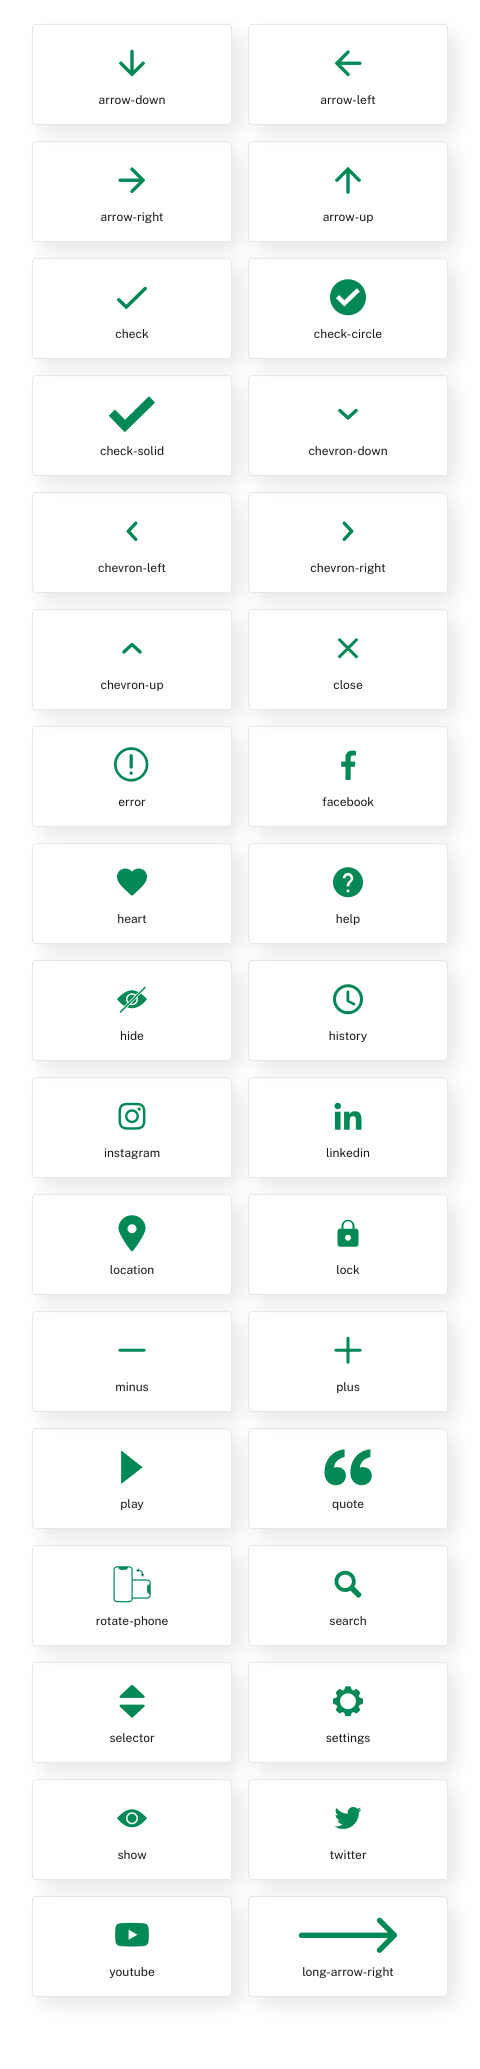 arrow-down
arrow-left
arrow-right
arrow-up
check
check-circle
check-solid
chevron-down
chevron-left
chevron-right
chevron-up
close
error
facebook
heart
help
hide
history
instagram
linkedin
location
lock
minus
plus
play
quote
rotate-phone
search
selector
settings
show
twitter
youtube
long-arrow-right